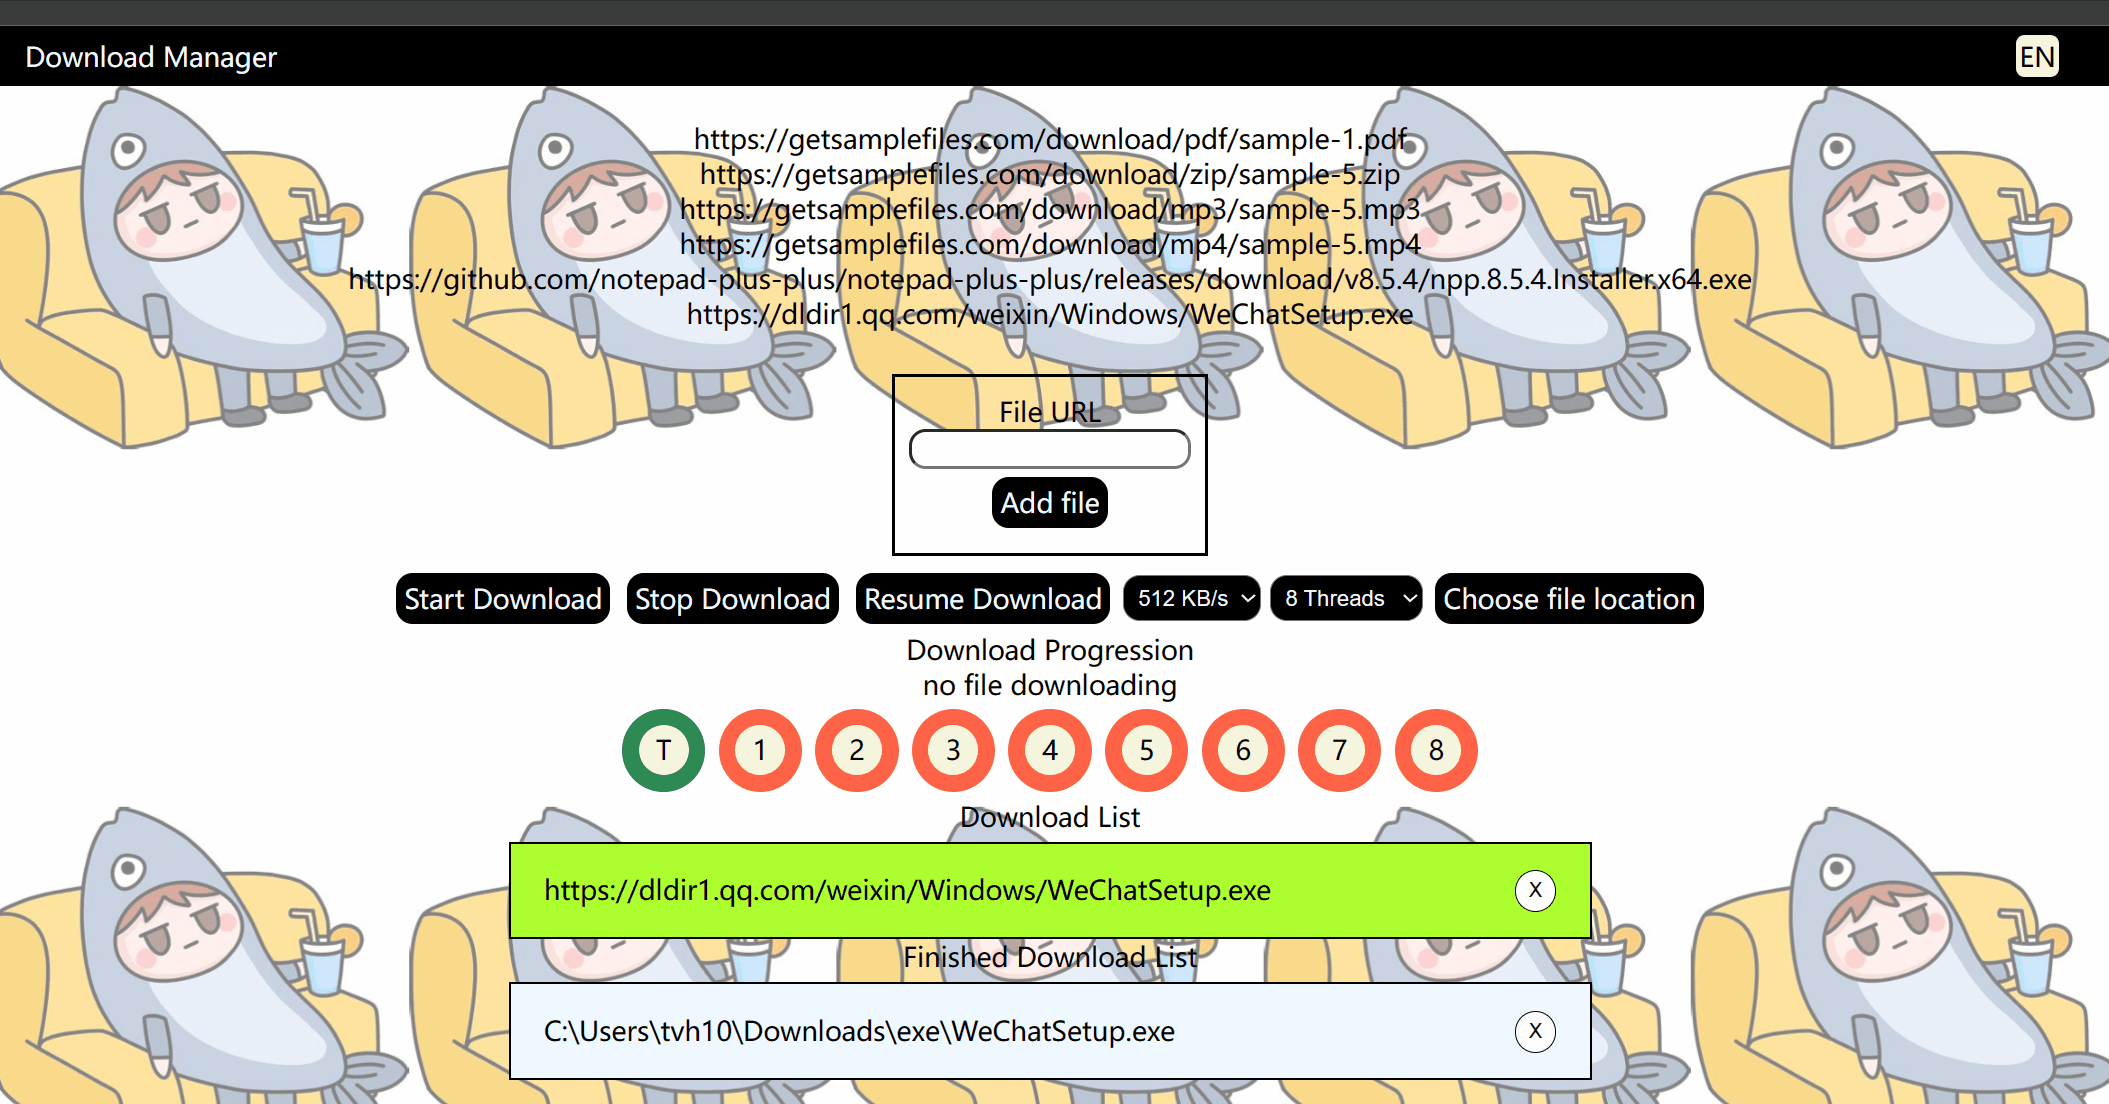 Download Manager
EN
https://getsamplefiles.com/download/pdf/sample-1.pdf
https://getsamplefiles.com/download/zip/sample-5.zip
https://getsamplefiles.com/download/mp3/sample-5.mp3
https://getsamplefiles.com/download/mp4/sample-5.mp4
https://github.com/notepad-plus-plus/notepad-plus-plus/releases/download/v8.5.4/npp.8.5.4.Installer.x64.exe
https://dldir1.qq.com/weixin/Windows/WeChatSetup.exe
File URL
Add file
Start Download Stop Download Resume Download 512 KB/s 8 Threads Choose file location
Download Progression
no file downloading
T 1 2 3 4 5 6 7 8
Download List
https://dldir1.qq.com/weixin/Windows/WeChatSetup.exe X
Finished Download List
C:\Users\tvh10\Downloads\exe\WeChatSetup.exe X